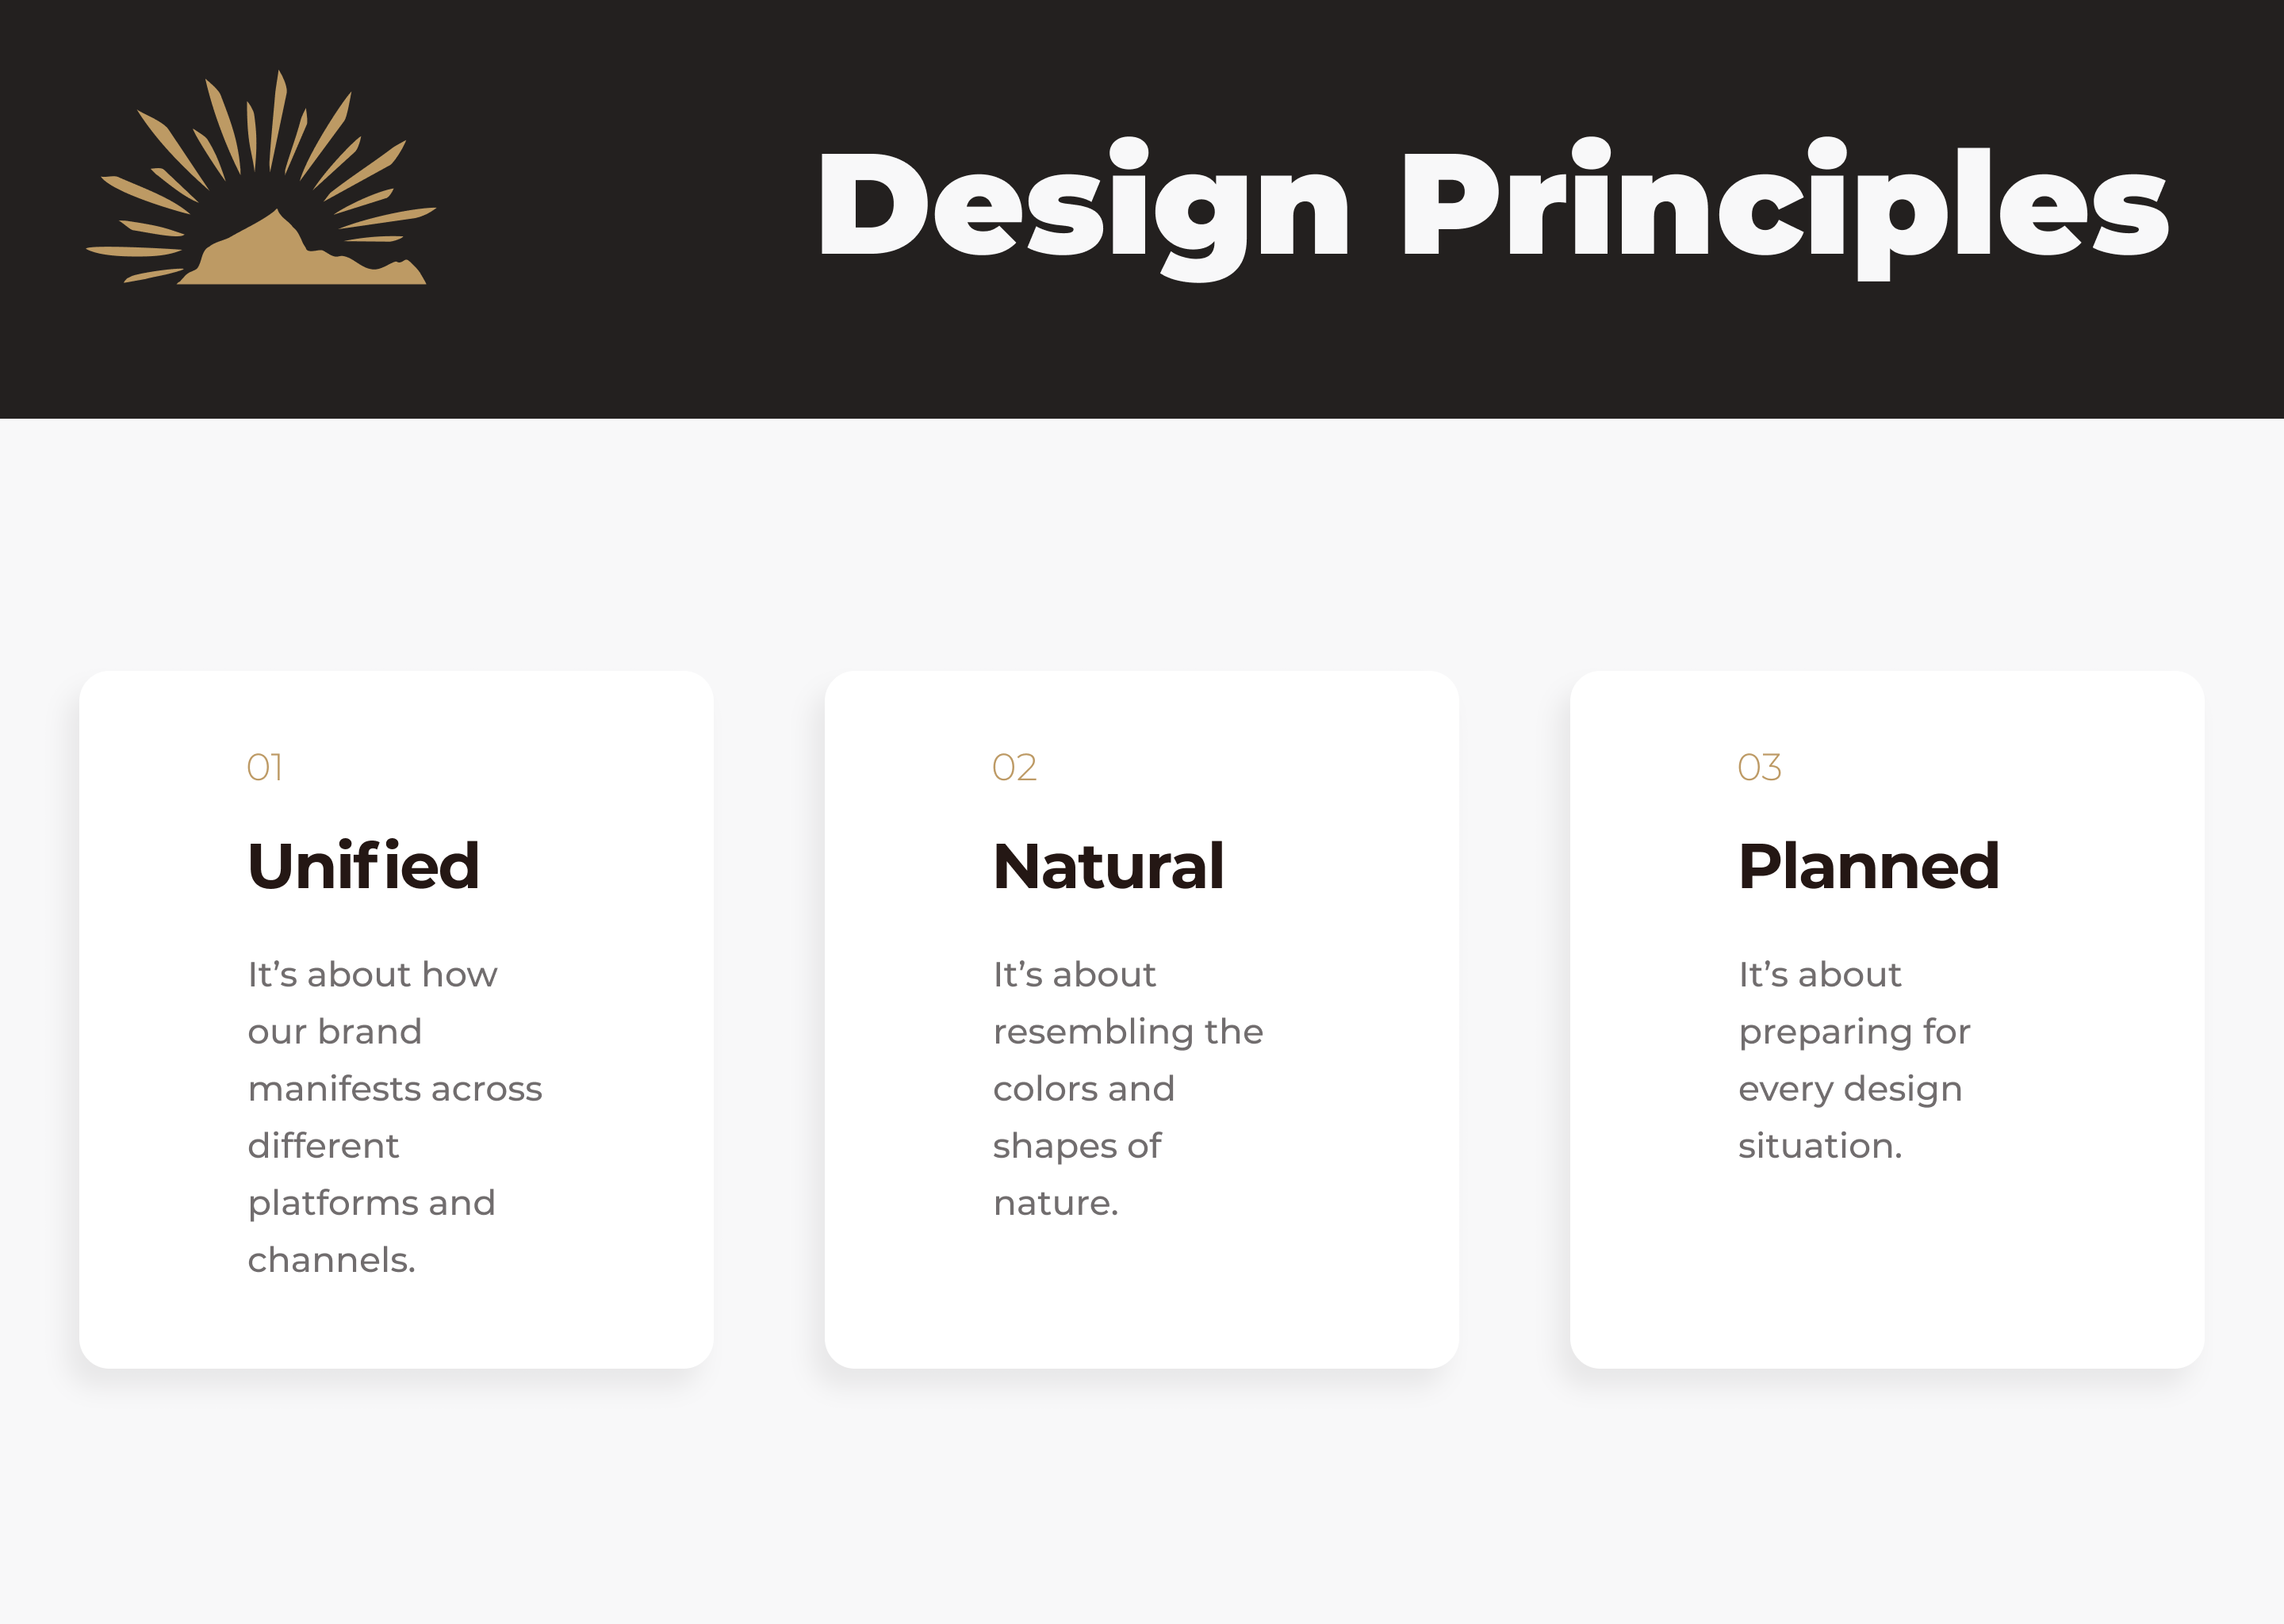 Design Principles
01
Unified
It’s about how
our brand
manifests across
different
platforms and
channels.
02
Natural
It’s about
resembling the
colors and
shapes of
nature.
03
Planned
It’s about
preparing for
every design
situation.